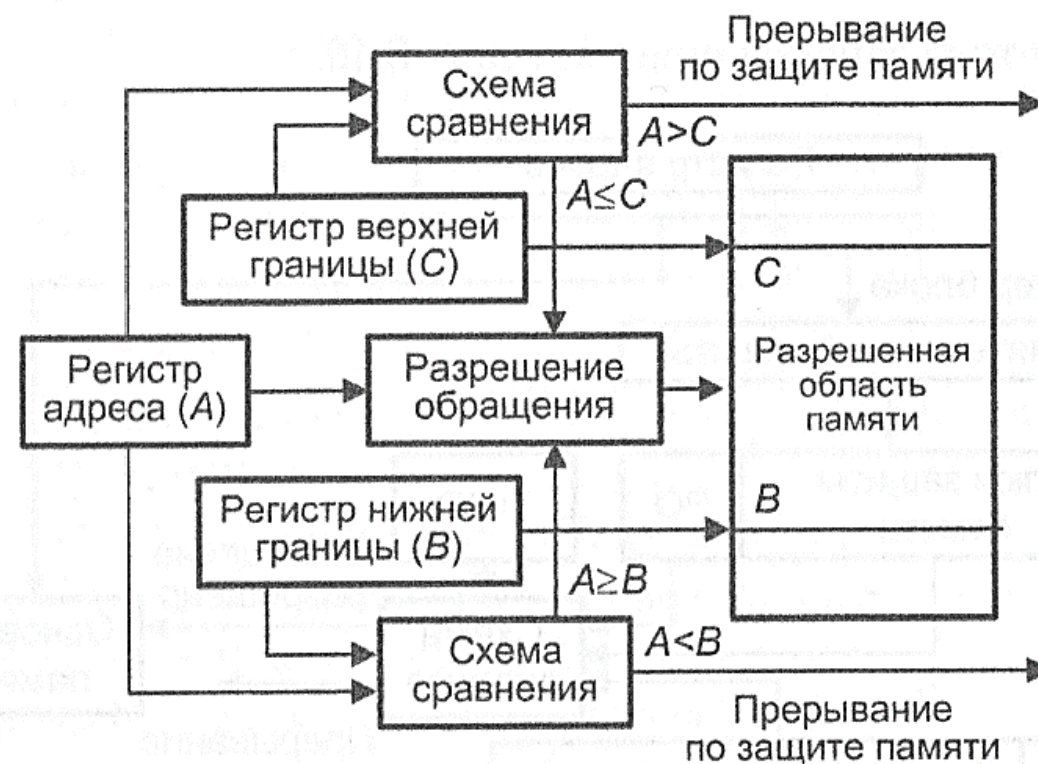 Прерывание
по защите памяти
Схема
сравнения
A>C
A≤C
Регистр верхней
границы (C)
C
Регистр
адреса (A)
Разрешение
обращения
Разрешенная
область
памяти
Регистр нижней
границы (B)
B
A≥B
Схема
сравнения
A<B
Прерывание
по защите памяти